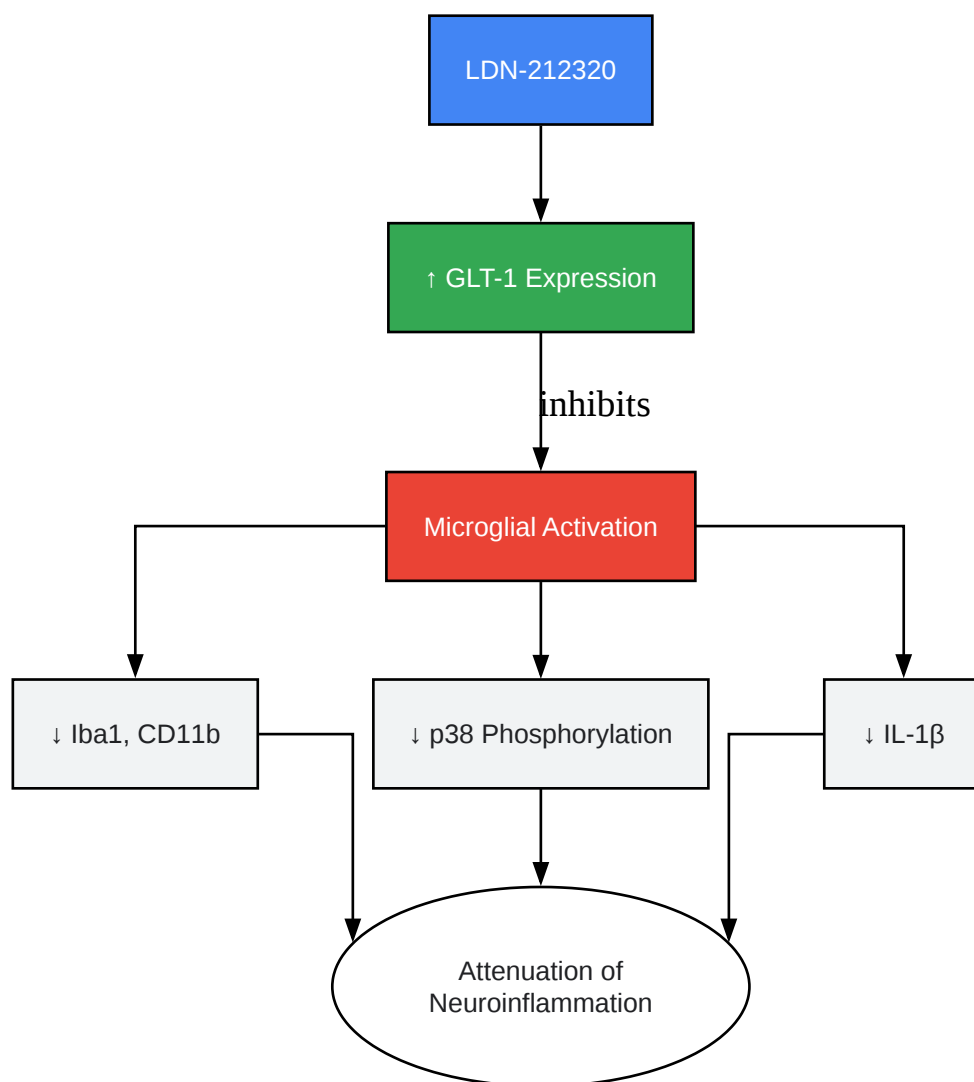 LDN-212320
↑ GLT-1 Expression
inhibits
Microglial Activation
↓ Iba1, CD11b
↓ p38 Phosphorylation
↓ IL-1β
Attenuation of
Neuroinflammation